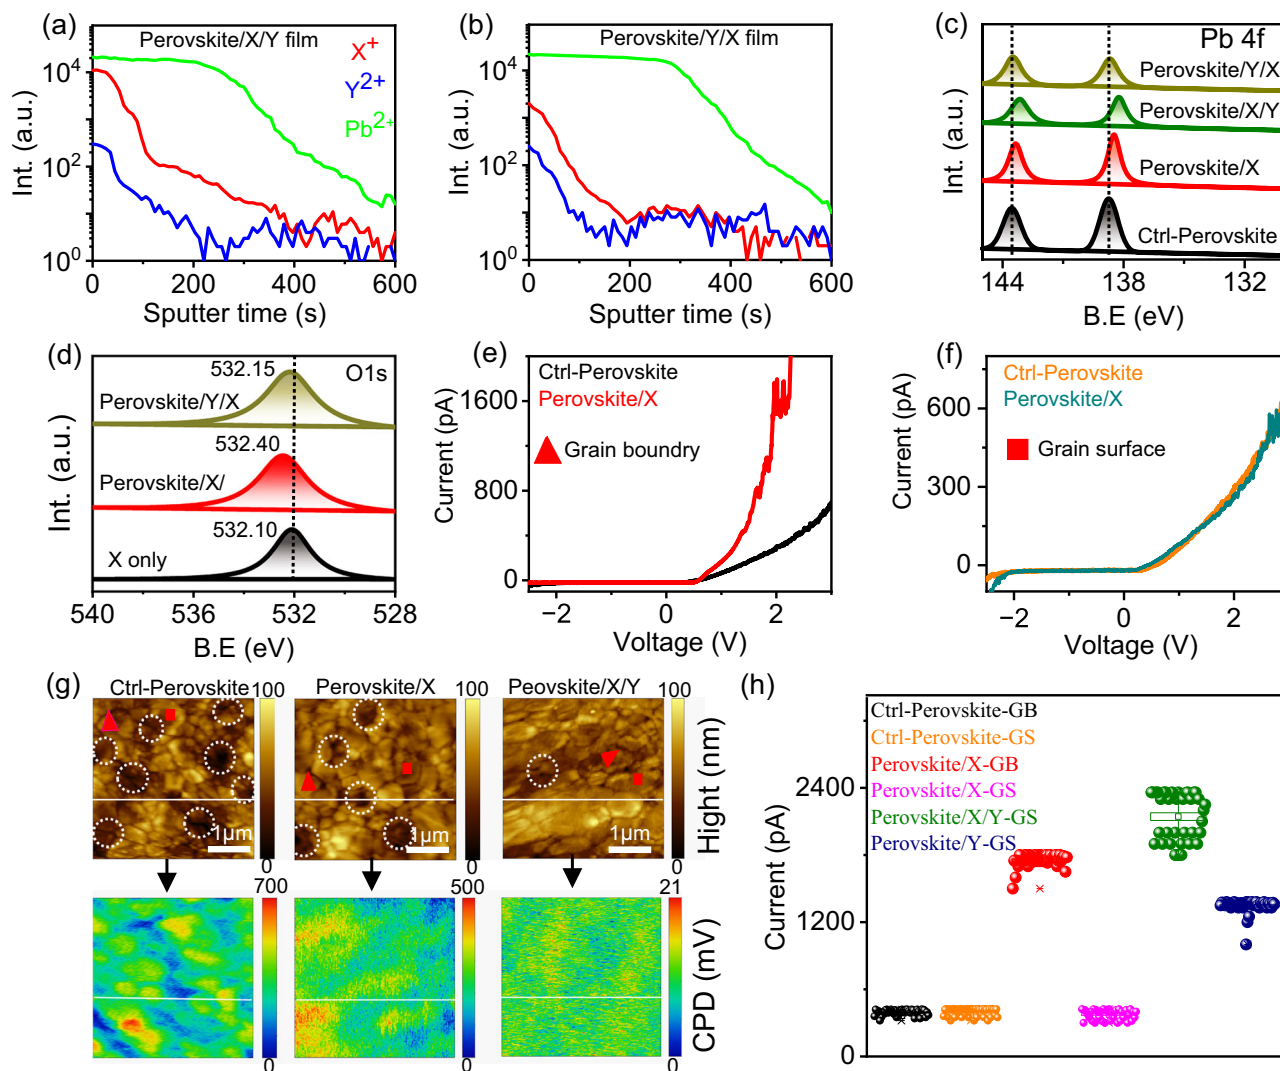 (a)
Perovskite/X/Y film
X+
Y2+
Pb2+
Int. (a.u.)
10^4
10^2
10^0
0 200 400 600
Sputter time (s)
(b)
Perovskite/Y/X film
Int. (a.u.)
10^4
10^2
10^0
0 200 400 600
Sputter time (s)
(c)
Pb 4f
Perovskite/Y/X
Perovskite/X/Y
Perovskite/X
Ctrl-Perovskite
Int. (a.u.)
144 138 132
B.E (eV)
(d)
O1s
532.15
Perovskite/Y/X
532.40
Perovskite/X/
532.10
X only
Int. (a.u.)
540 536 532 528
B.E (eV)
(e)
Ctrl-Perovskite
Perovskite/X
Grain boundry
Current (pA)
1600
800
0
−2 0 2
Voltage (V)
(f)
Ctrl-Perovskite
Perovskite/X
Grain surface
Current (pA)
600
300
0
−2 0 2
Voltage (V)
(g)
Ctrl-Perovskite
Perovskite/X
Peovskite/X/Y
100
100
100
1μm
1μm
1μm
0
0
0
Hight (nm)
700
500
21
0
0
0
CPD (mV)
(h)
Ctrl-Perovskite-GB
Ctrl-Perovskite-GS
Perovskite/X-GB
Perovskite/X-GS
Perovskite/X/Y-GS
Perovskite/Y-GS
Current (pA)
2400
1200
0